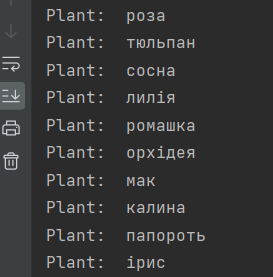 Plant:  роза
Plant:  тюльпан
Plant:  сосна
Plant:  лилія
Plant:  ромашка
Plant:  орхідея
Plant:  мак
Plant:  калина
Plant:  папороть
Plant:  ірис